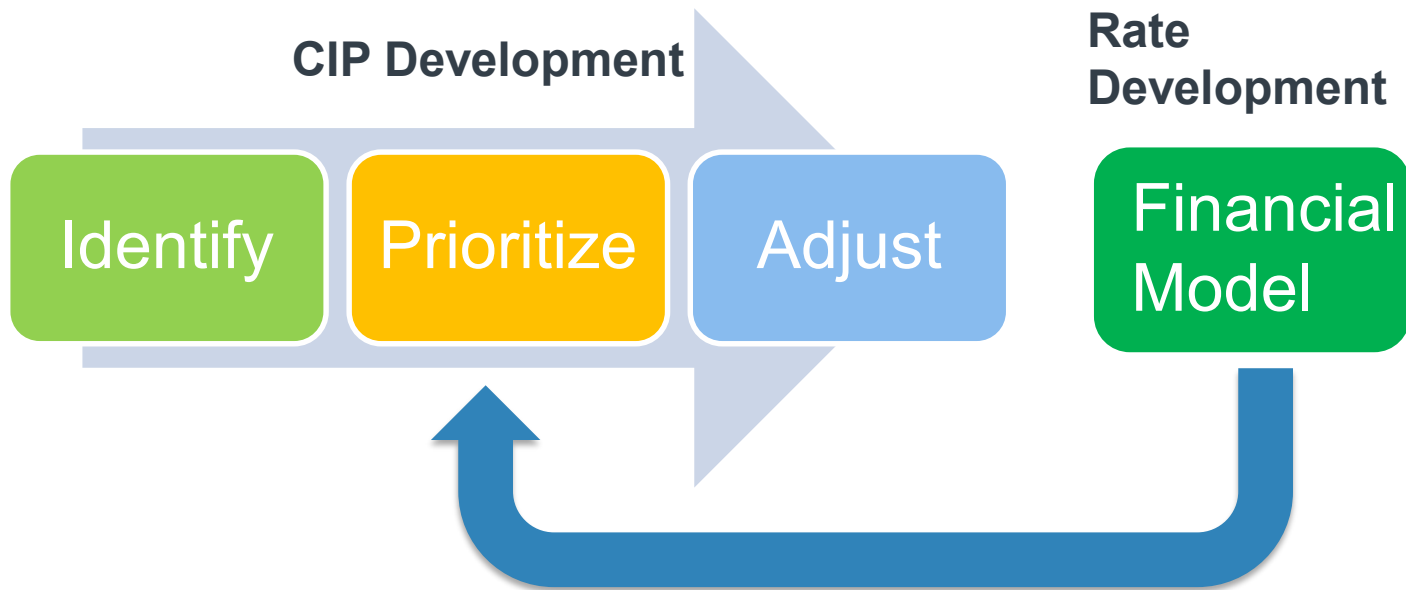 CIP Development
Rate
Development
Identify
Prioritize
Adjust
Financial
Model